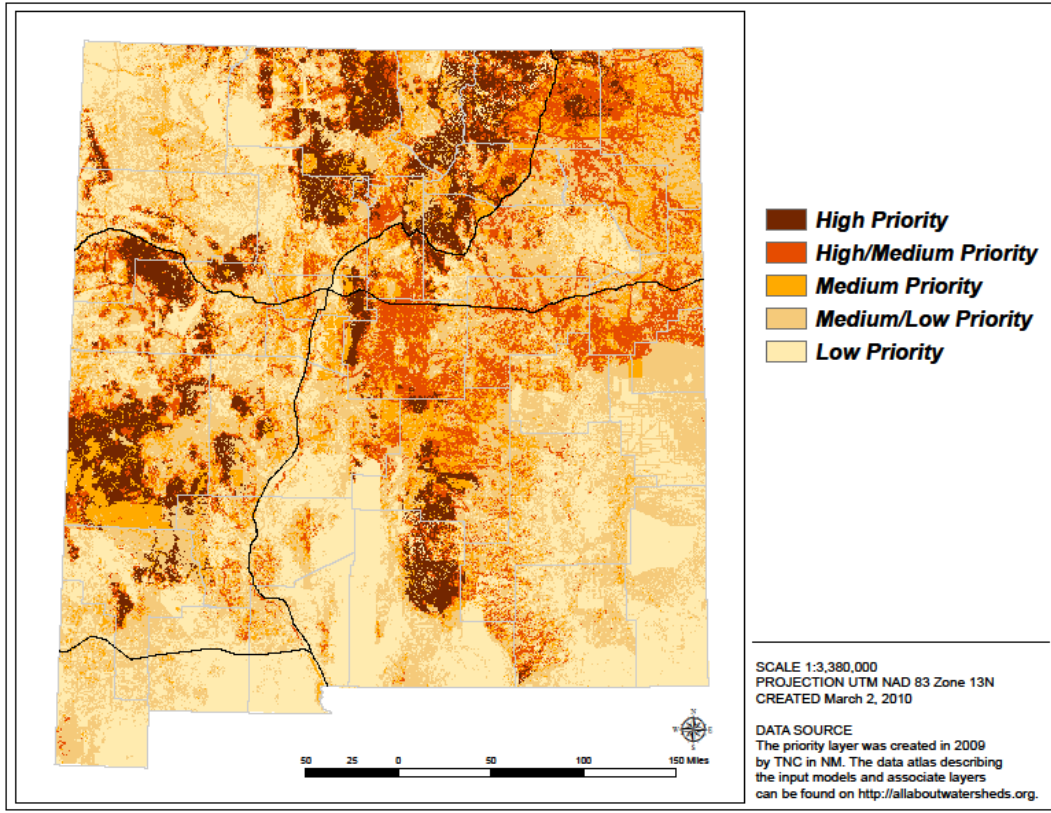 High Priority
High/Medium Priority
Medium Priority
Medium/Low Priority
Low Priority
SCALE 1:3,380,000
PROJECTION UTM NAD 83 Zone 13N
CREATED March 2, 2010
DATA SOURCE
The priority layer was created in 2009
by TNC in NM. The data atlas describing
the input models and associate layers
can be found on http://allaboutwatersheds.org.
N
W E
S
50 25 0 50 100 150 Miles